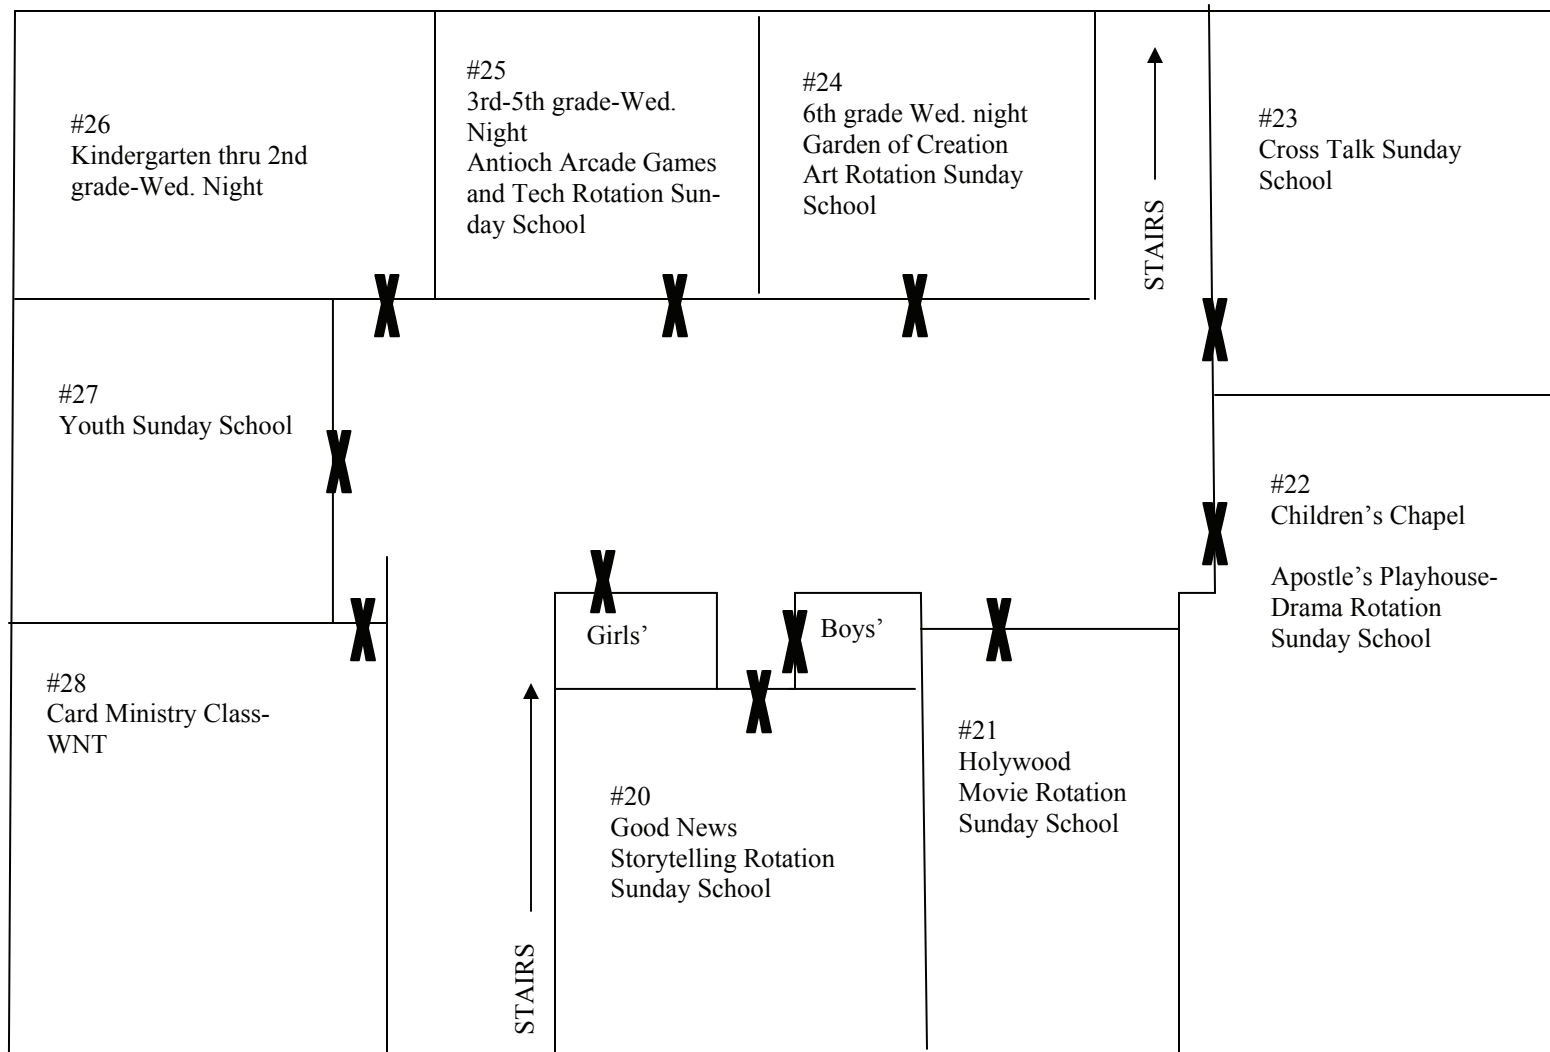 #26
Kindergarten thru 2nd
grade-Wed. Night
#25
3rd-5th grade-Wed.
Night
Antioch Arcade Games
and Tech Rotation Sun-
day School
#24
6th grade Wed. night
Garden of Creation
Art Rotation Sunday
School
STAIRS
#23
Cross Talk Sunday
School
#27
Youth Sunday School
#22
Children’s Chapel
Apostle’s Playhouse-
Drama Rotation
Sunday School
Girls’
Boys’
#28
Card Ministry Class-
WNT
STAIRS
#20
Good News
Storytelling Rotation
Sunday School
#21
Holywood
Movie Rotation
Sunday School